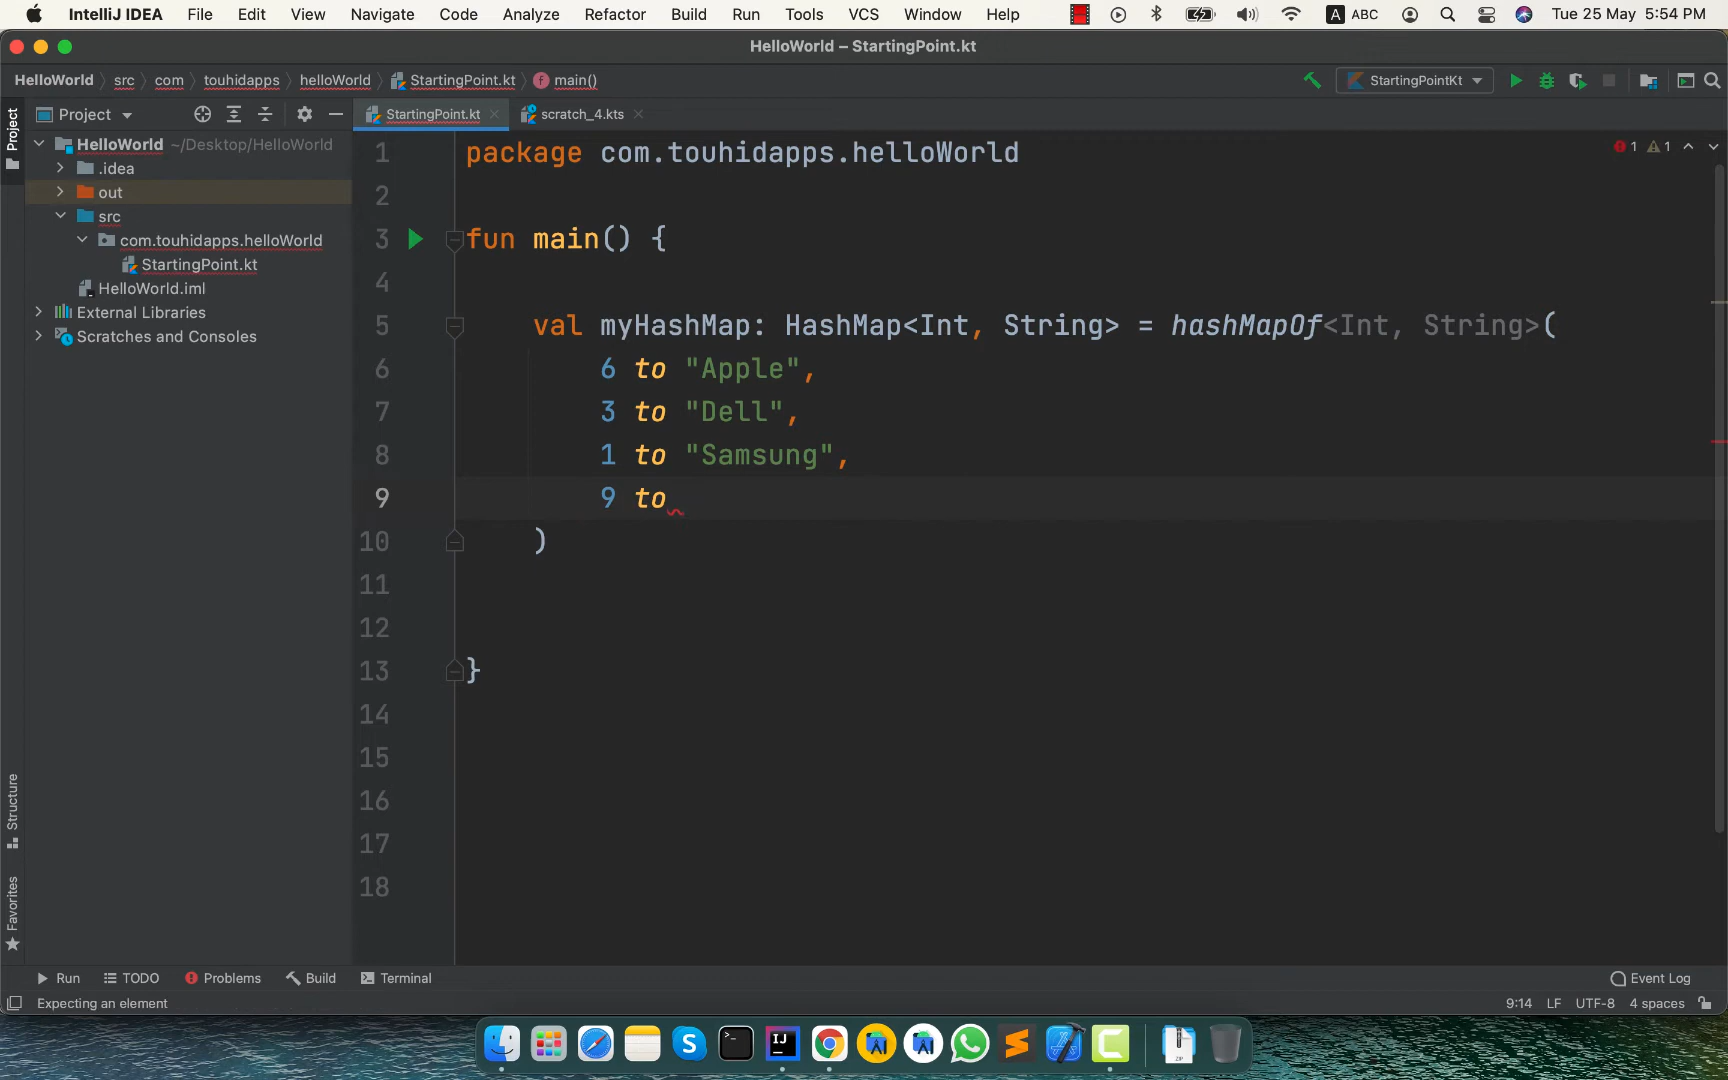 IntelliJ IDEA File Edit View Navigate Code Analyze Refactor Build Run Tools VCS Window Help A ABC Tue 25 May 5:54 PM
HelloWorld – StartingPoint.kt
HelloWorld src com touhidapps helloWorld StartingPoint.kt f main() StartingPointKt
Project Project StartingPoint.kt scratch_4.kts
HelloWorld ~/Desktop/HelloWorld
.idea
out
src
com.touhidapps.helloWorld
StartingPoint.kt
HelloWorld.iml
External Libraries
Scratches and Consoles
1 package com.touhidapps.helloWorld 1 1
2
3 fun main() {
4
5 val myHashMap: HashMap<Int, String> = hashMapOf<Int, String>(
6 6 to "Apple",
7 3 to "Dell",
8 1 to "Samsung",
9 9 to
10 )
11
12
13 }
14
15
16
17
18
Structure
Favorites
Run TODO Problems Build Terminal Event Log
Expecting an element 9:14 LF UTF-8 4 spaces
IJ
ZIP